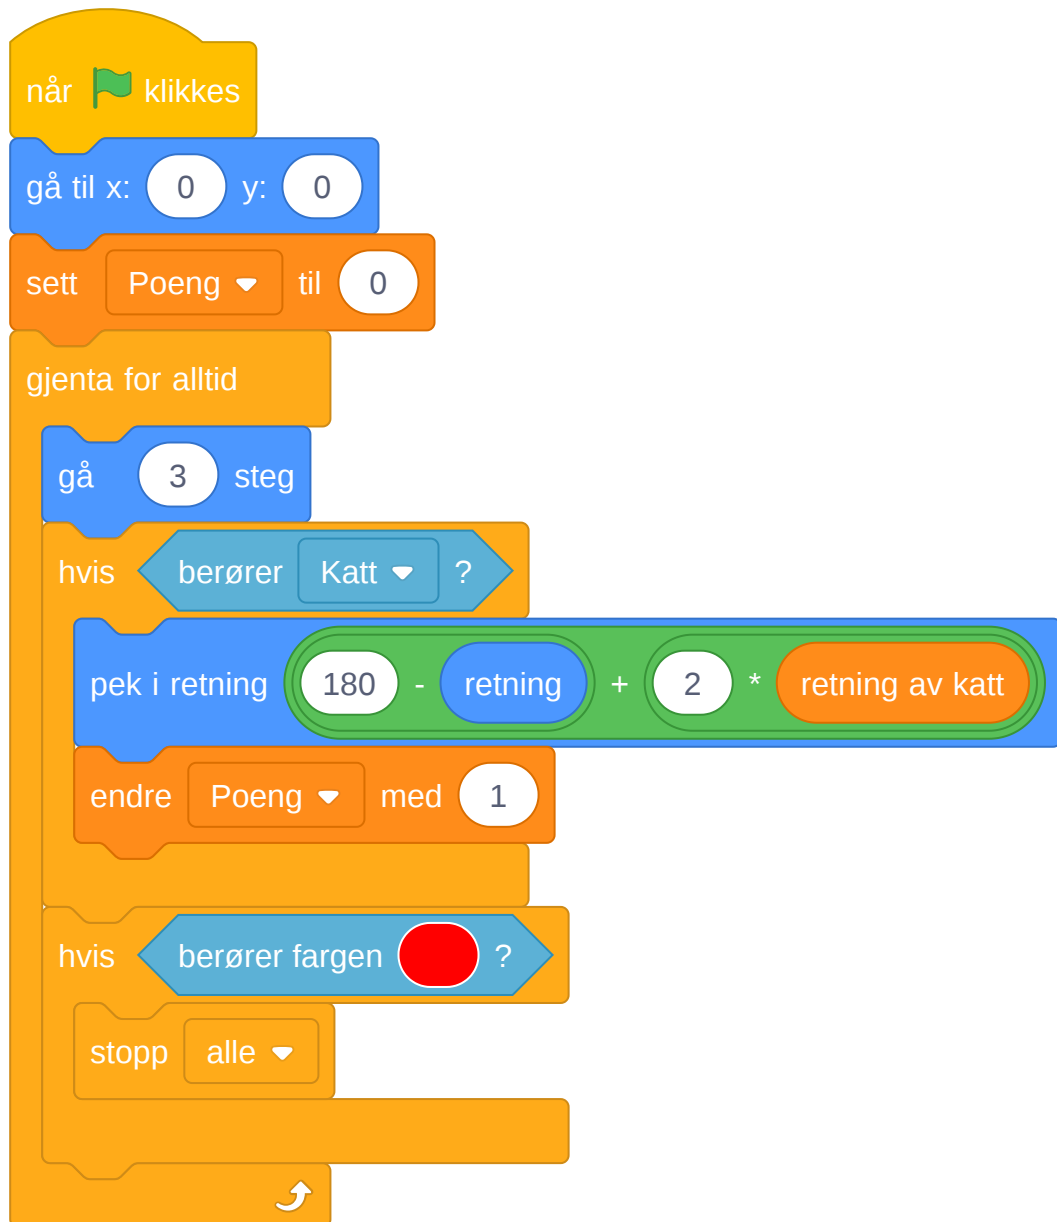 når klikkes
gå til x: 0 y: 0
sett Poeng til 0
gjenta for alltid
gå 3 steg
hvis berører Katt ?
pek i retning 180 - retning + 2 * retning av katt
endre Poeng med 1
hvis berører fargen ?
stopp alle